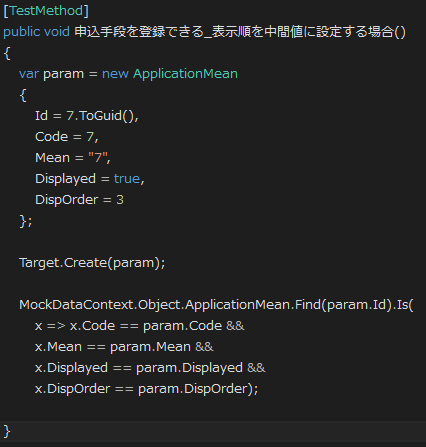 [TestMethod]
public void 申込手段を登録できる_表示順を中間値に設定する場合()
{
var param = new ApplicationMean
{
Id = 7.ToGuid(),
Code = 7,
Mean = "7",
Displayed = true,
DispOrder = 3
};
Target.Create(param);
MockDataContext.Object.ApplicationMean.Find(param.Id).Is(
x => x.Code == param.Code &&
x.Mean == param.Mean &&
x.Displayed == param.Displayed &&
x.DispOrder == param.DispOrder);
}